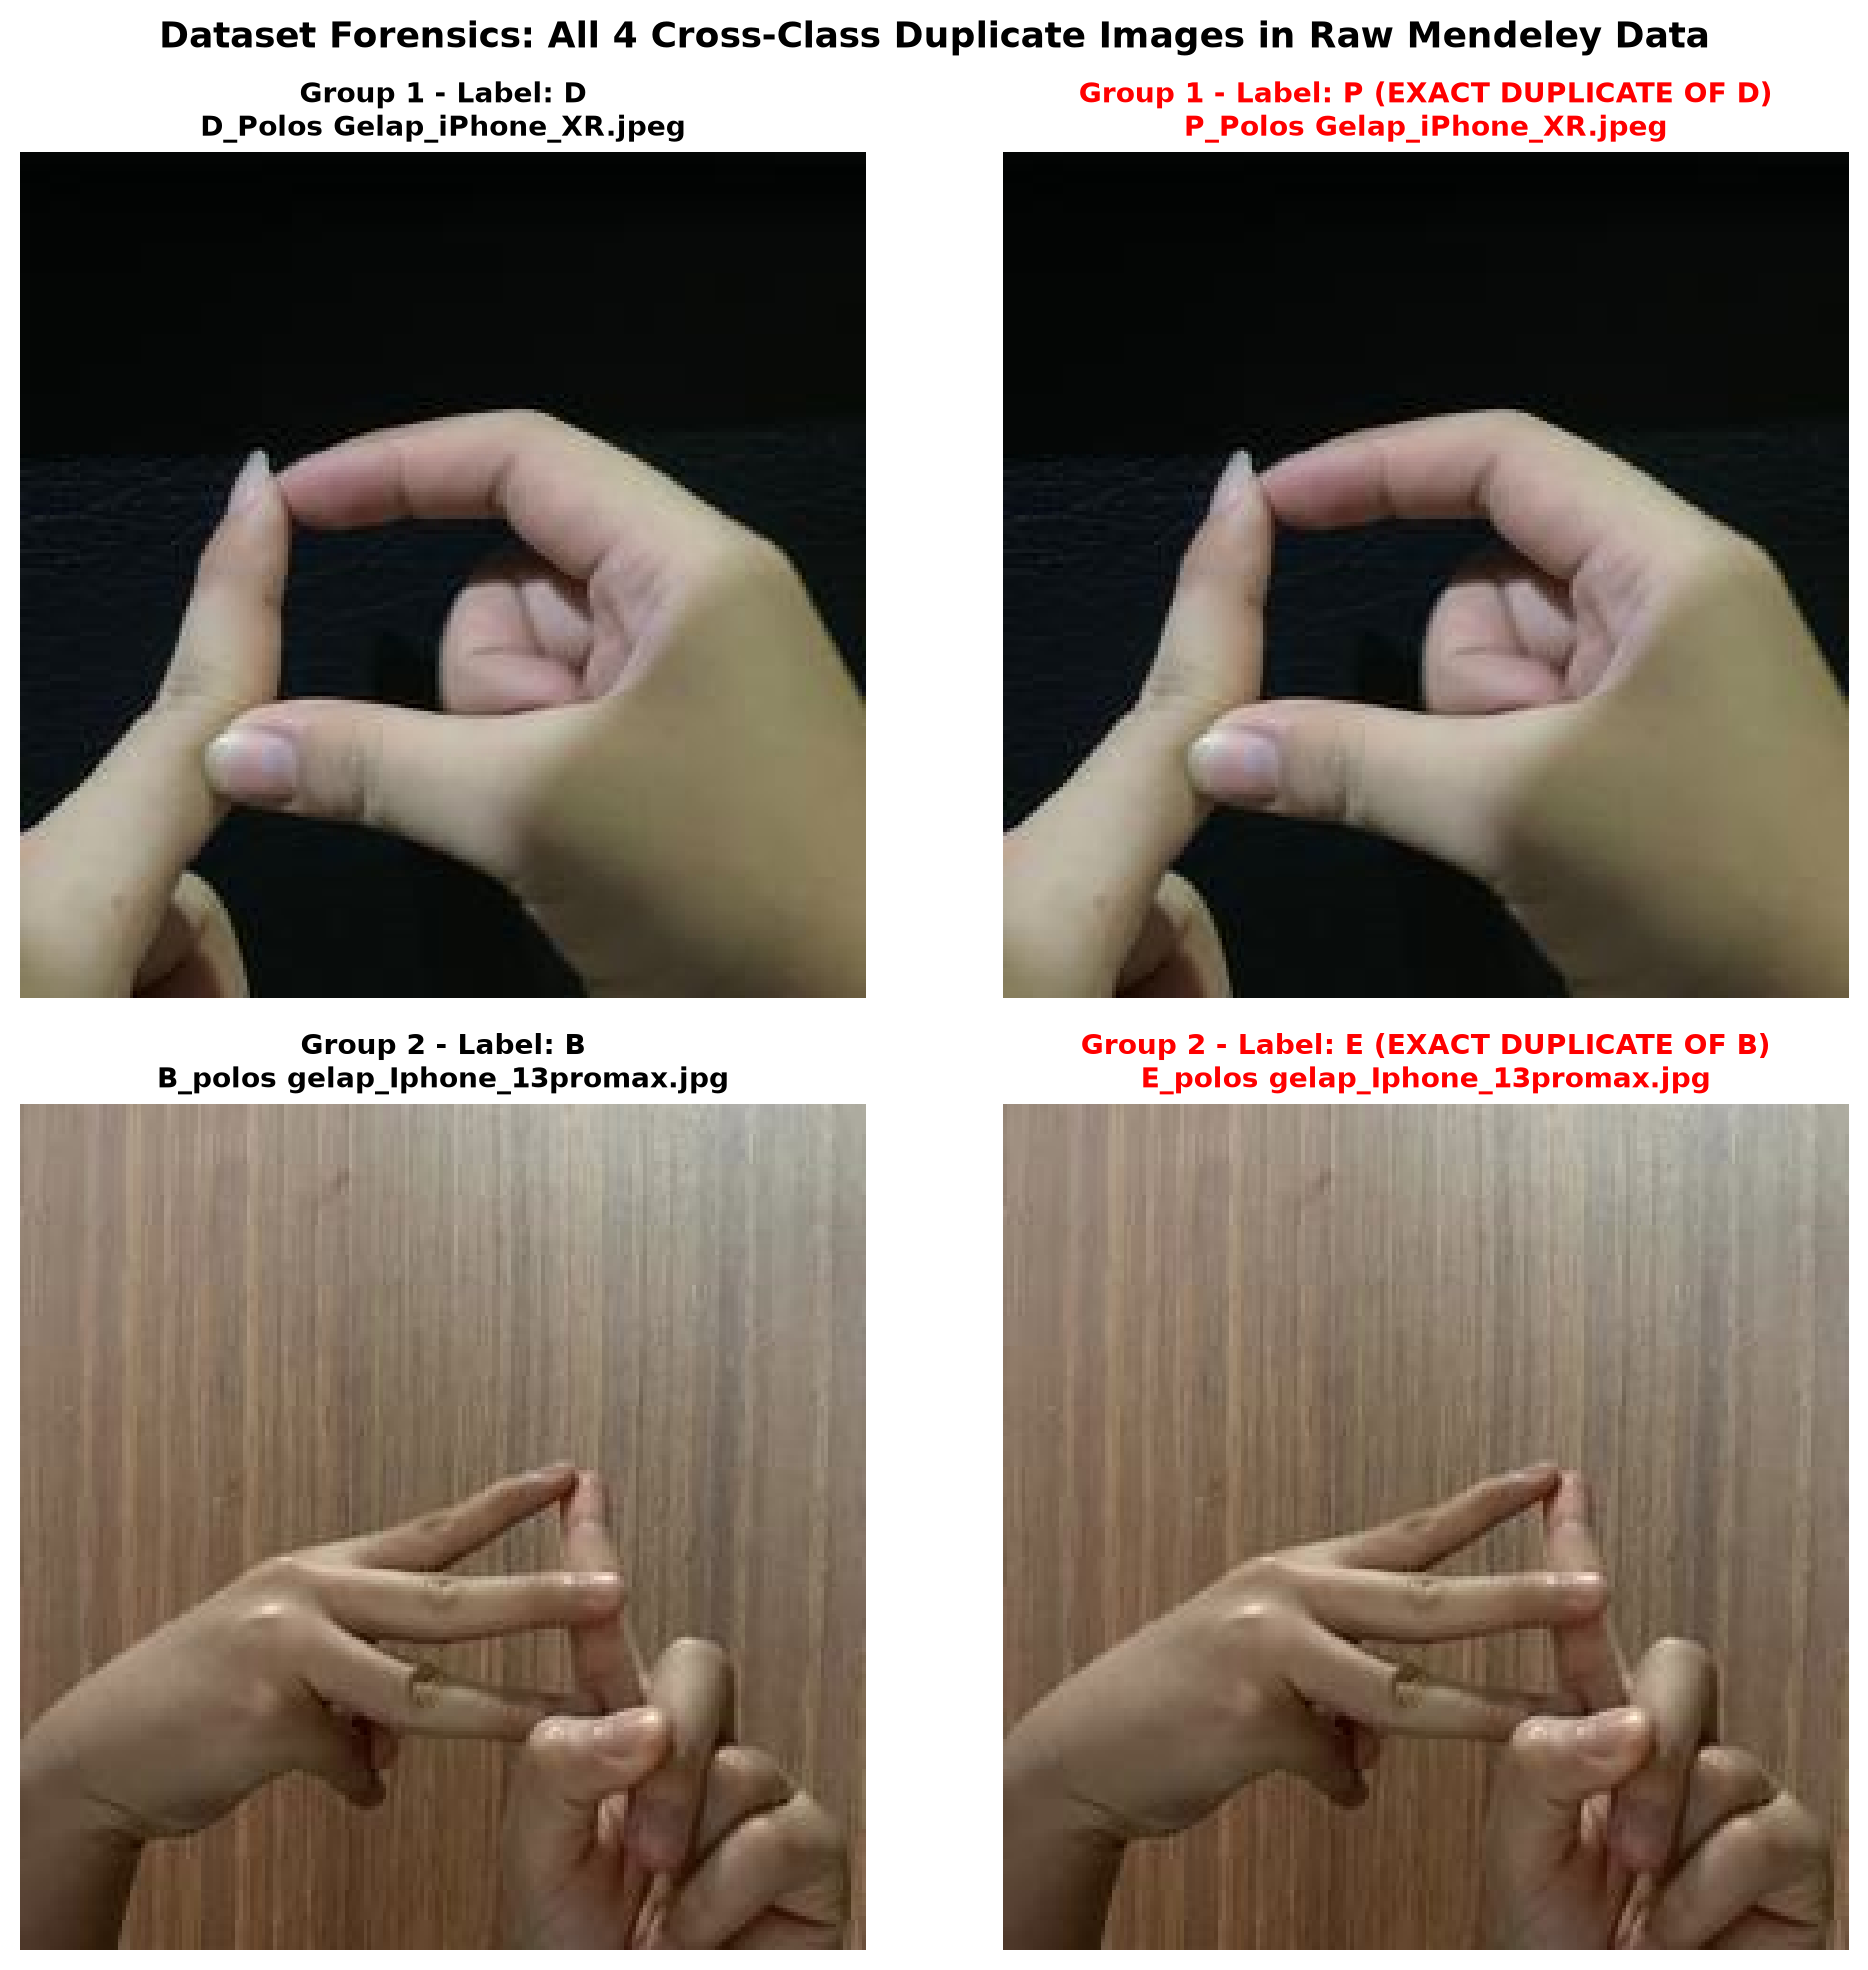 Dataset Forensics: All 4 Cross-Class Duplicate Images in Raw Mendeley Data
Group 1 - Label: D
D_Polos Gelap_iPhone_XR.jpeg
Group 1 - Label: P (EXACT DUPLICATE OF D)
P_Polos Gelap_iPhone_XR.jpeg
Group 2 - Label: B
B_polos gelap_Iphone_13promax.jpg
Group 2 - Label: E (EXACT DUPLICATE OF B)
E_polos gelap_Iphone_13promax.jpg